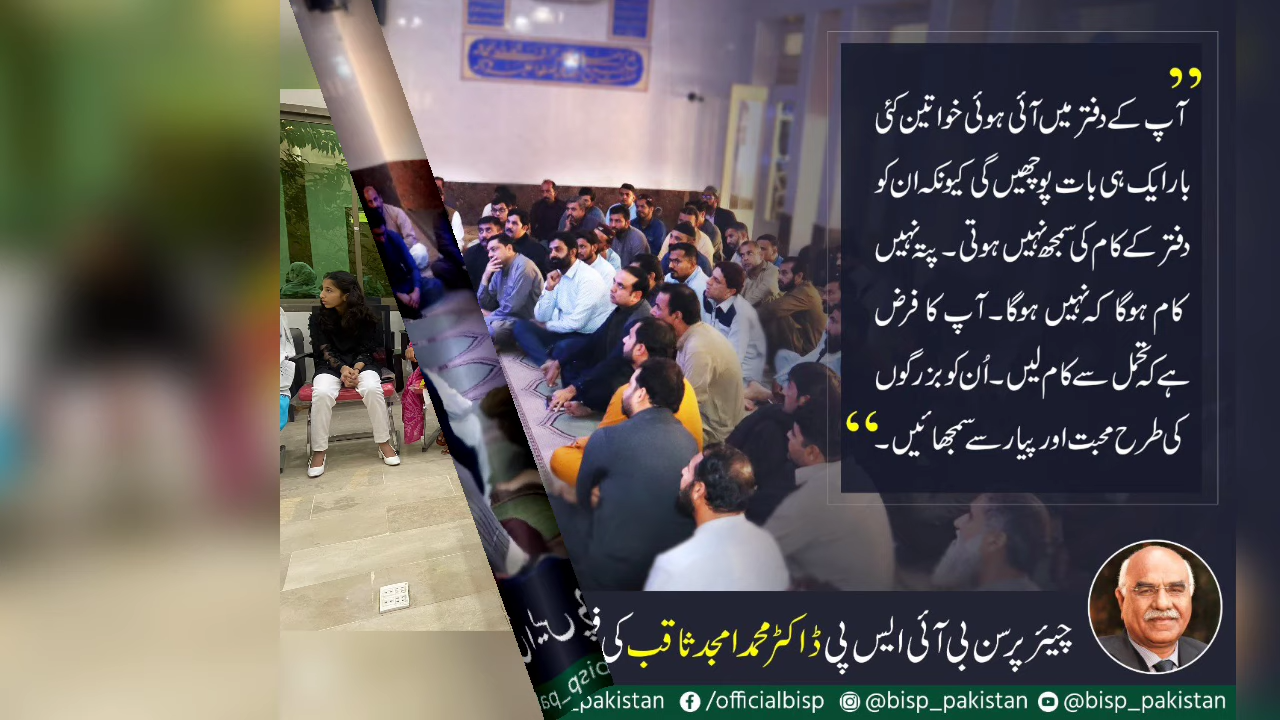 آپ کے دفتر میں آئی ہوئی خواتین کئی
بار ایک ہی بات پوچھیں گی کیونکہ ان کو
دفتر کے کام کی سمجھ نہیں ہوتی۔ پتہ نہیں
کام ہوگا کہ نہیں ہوگا۔ آپ کا فرض
ہے کہ تحمل سے کام لیں۔ اُن کو بزرگوں
کی طرح محبت اور پیار سے سمجھائیں۔
چیئرپرسن بی آئی ایس پی ڈاکٹر محمد امجد ثاقب کی
_pakistan /officialbisp @bisp_pakistan @bisp_pakistan